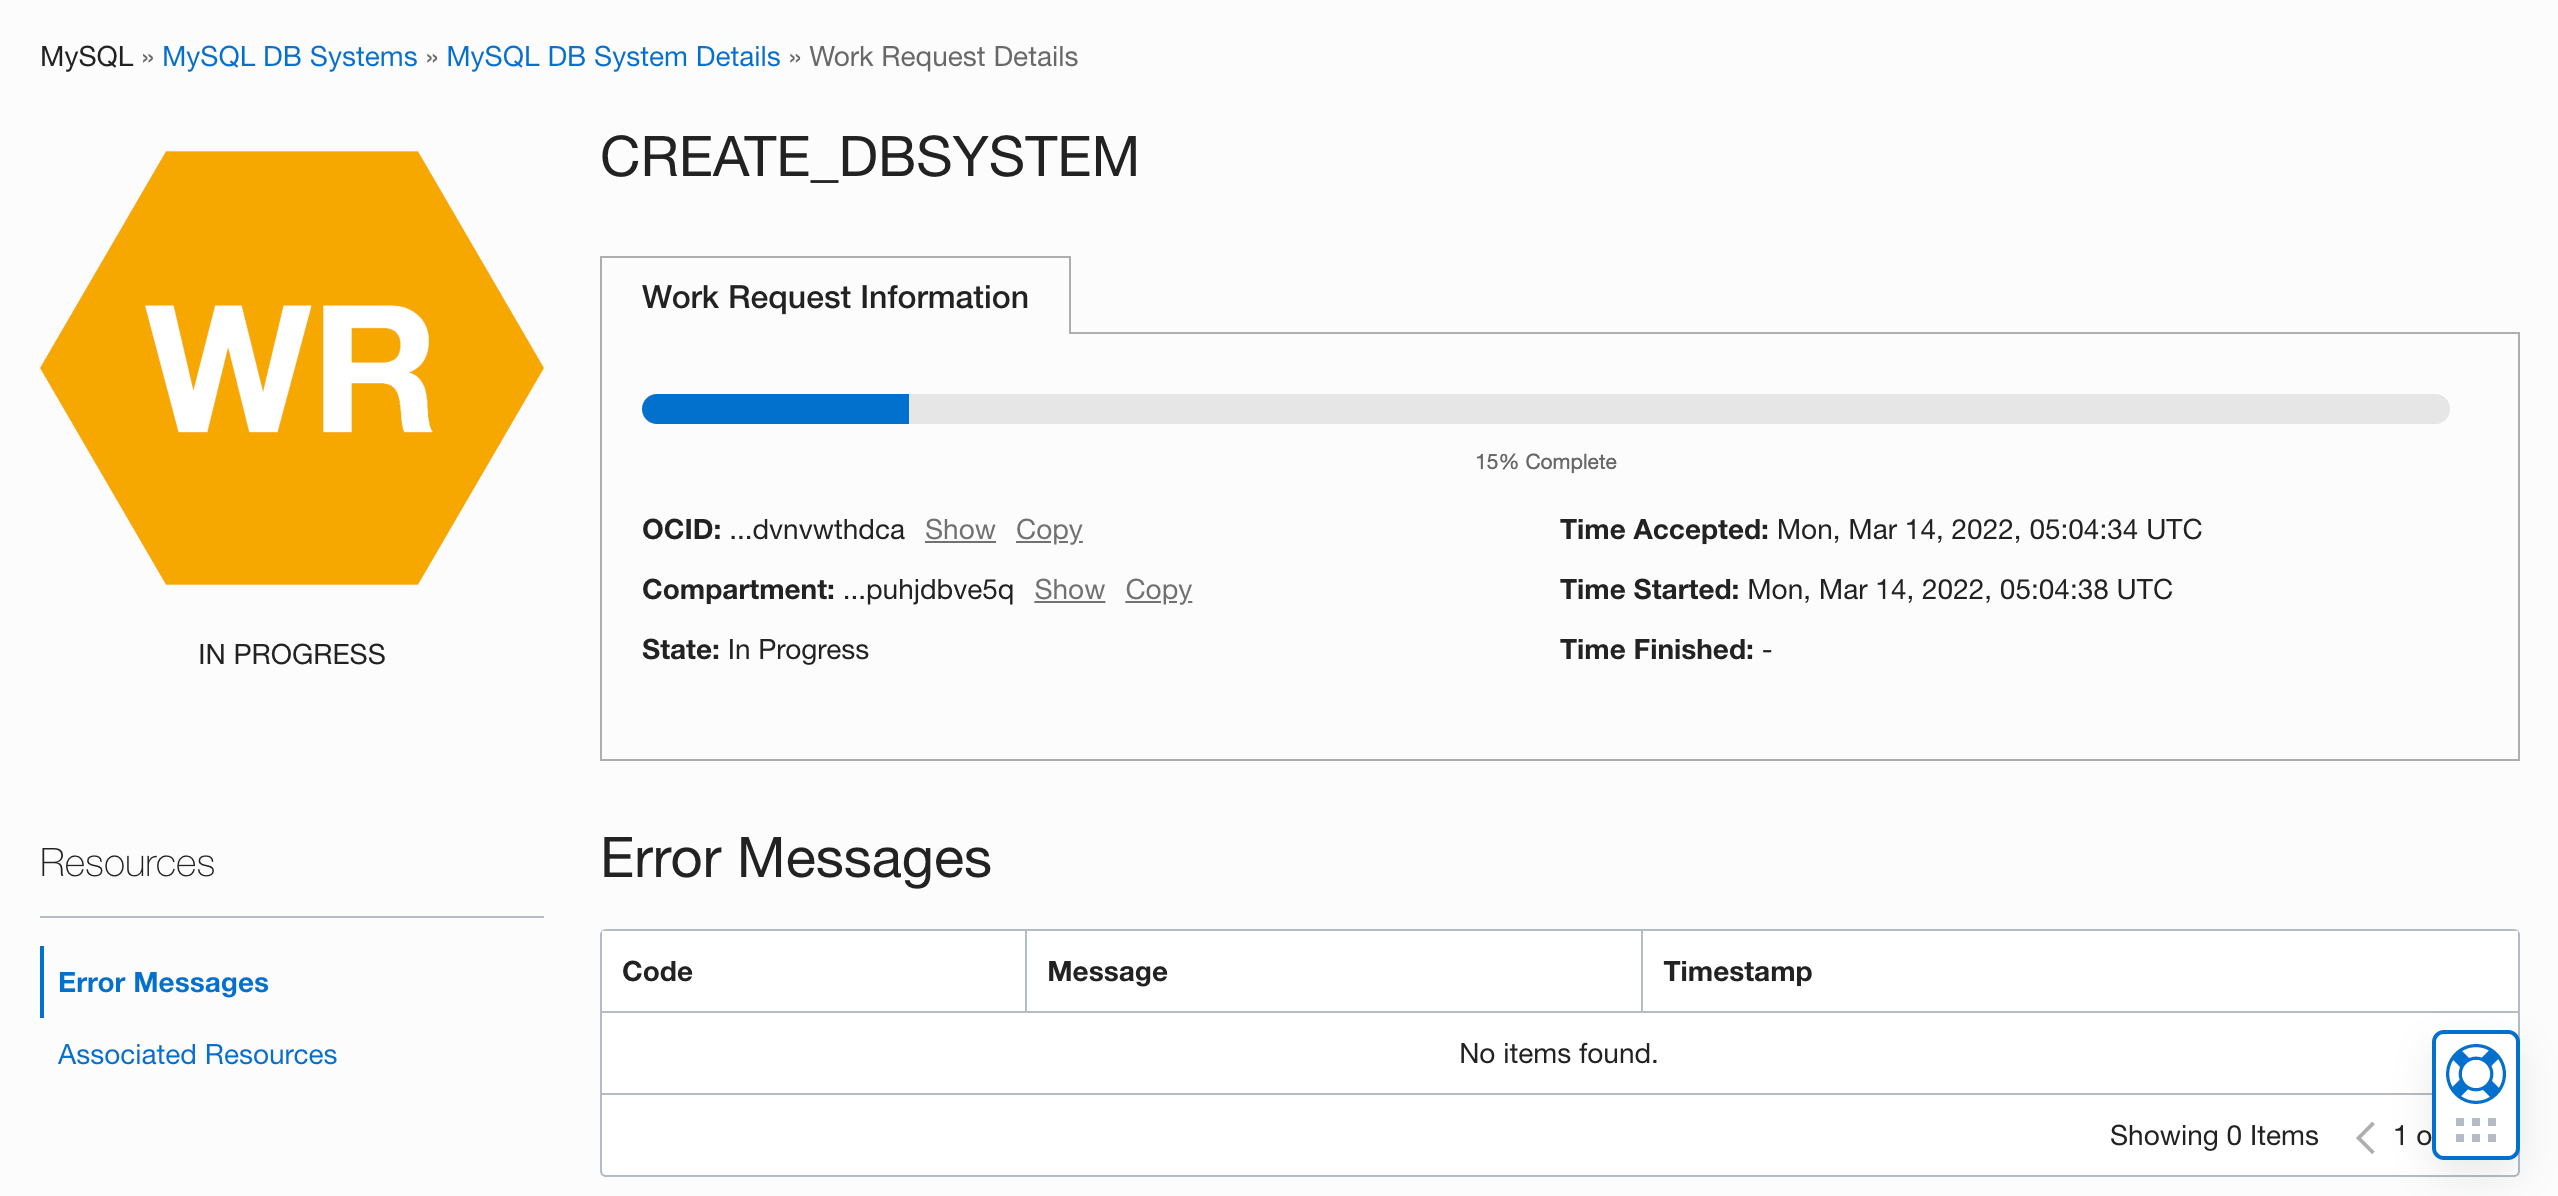 MySQL » MySQL DB Systems » MySQL DB System Details » Work Request Details
WR
IN PROGRESS
CREATE_DBSYSTEM
Work Request Information
15% Complete
OCID: ...dvnvwthdca Show Copy
Compartment: ...puhjdbve5q Show Copy
State: In Progress
Time Accepted: Mon, Mar 14, 2022, 05:04:34 UTC
Time Started: Mon, Mar 14, 2022, 05:04:38 UTC
Time Finished: -
Resources
Error Messages
Associated Resources
Error Messages
Code Message Timestamp
No items found.
Showing 0 Items < 1 o